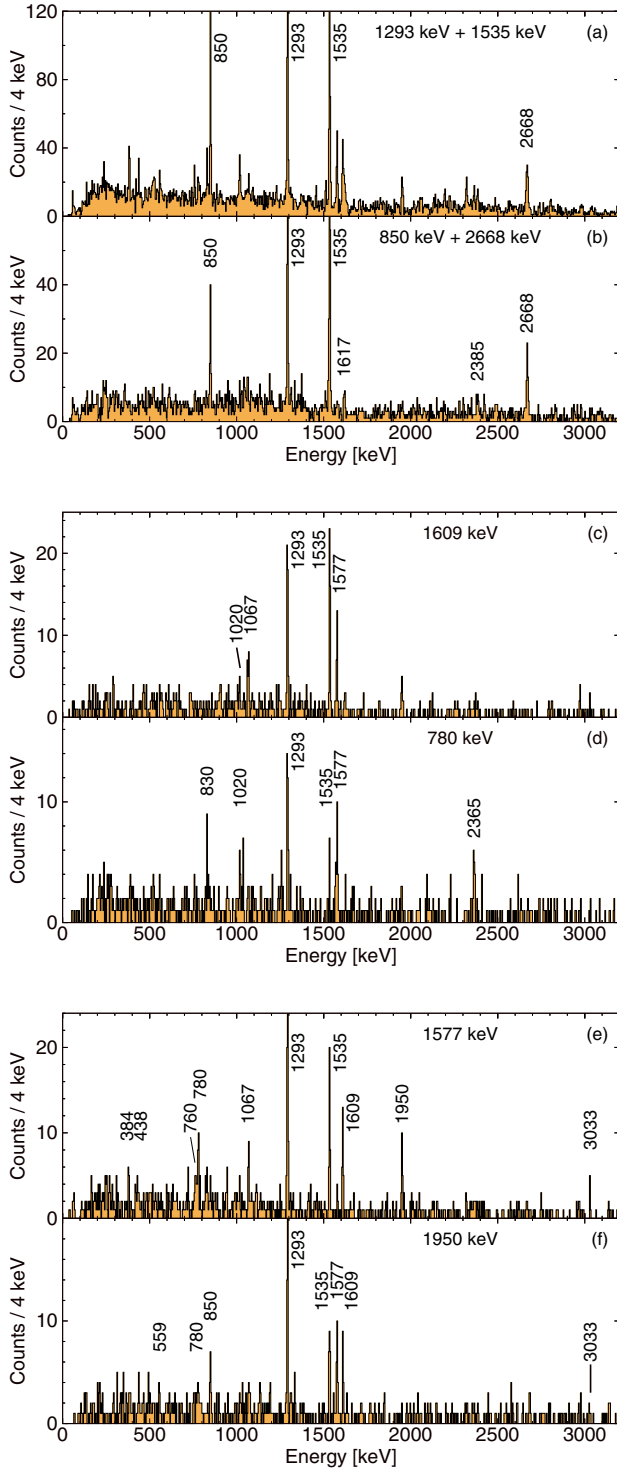 120
80
40
0
Counts / 4 keV
850
1293
1535
2668
1293 keV + 1535 keV
(a)
60
40
20
0
Counts / 4 keV
850
1293
1535
1617
2385
2668
850 keV + 2668 keV
(b)
0 500 1000 1500 2000 2500 3000
Energy [keV]
20
10
0
Counts / 4 keV
1020
1067
1293
1535
1577
1609 keV
(c)
10
0
Counts / 4 keV
830
1020
1293
1535
1577
2365
780 keV
(d)
0 500 1000 1500 2000 2500 3000
Energy [keV]
20
10
0
Counts / 4 keV
384
438
760
780
1067
1293
1535
1609
1950
3033
1577 keV
(e)
10
0
Counts / 4 keV
559
780
850
1293
1535
1577
1609
3033
1950 keV
(f)
0 500 1000 1500 2000 2500 3000
Energy [keV]